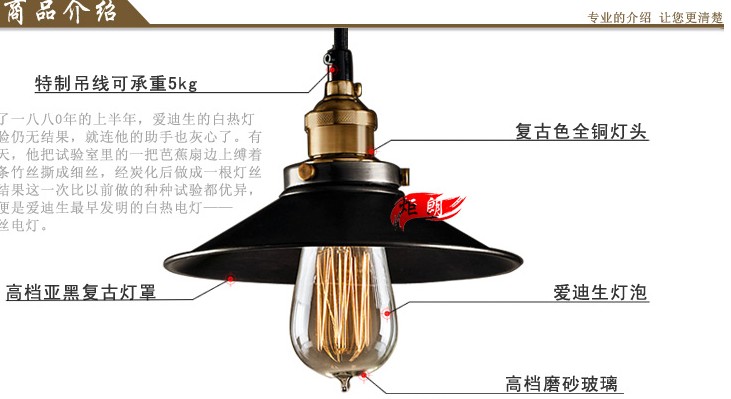 商品介绍
专业的介绍 让您更清楚
特制吊线可承重5kg
了一八八0年的上半年，爱迪生的白热灯
验仍无结果，就连他的助手也灰心了。有
天，他把试验室里的一把芭蕉扇边上缚着
条竹丝撕成细丝，经炭化后做成一根灯丝
结果这一次比以前做的种种试验都优异，
便是爱迪生最早发明的白热电灯——
丝电灯。
复古色全铜灯头
炬朗
高档亚黑复古灯罩
爱迪生灯泡
高档磨砂玻璃